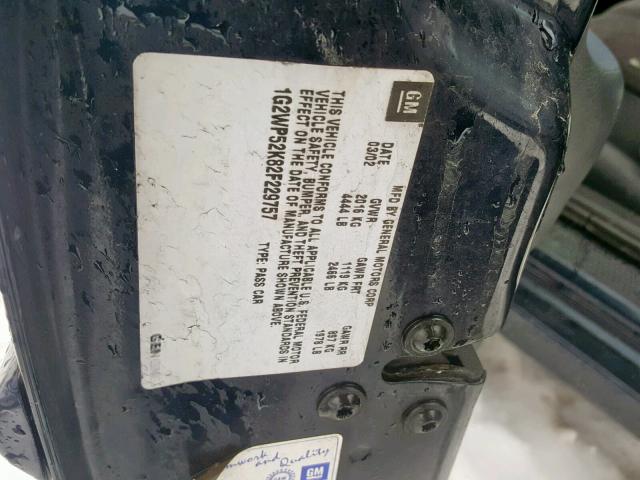 GM
MFD BY GENERAL MOTORS CORP
DATE GVWR GAWR FRT GAWR RR
03/02 2016 KG 1119 KG 897 KG
4444 LB 2466 LB 1978 LB
THIS VEHICLE CONFORMS TO ALL APPLICABLE U.S. FEDERAL MOTOR
VEHICLE SAFETY, BUMPER, AND THEFT PREVENTION STANDARDS IN
EFFECT ON THE DATE OF MANUFACTURE SHOWN ABOVE.
1G2WP52K82F229757 TYPE: PASS CAR
GM
and Quality